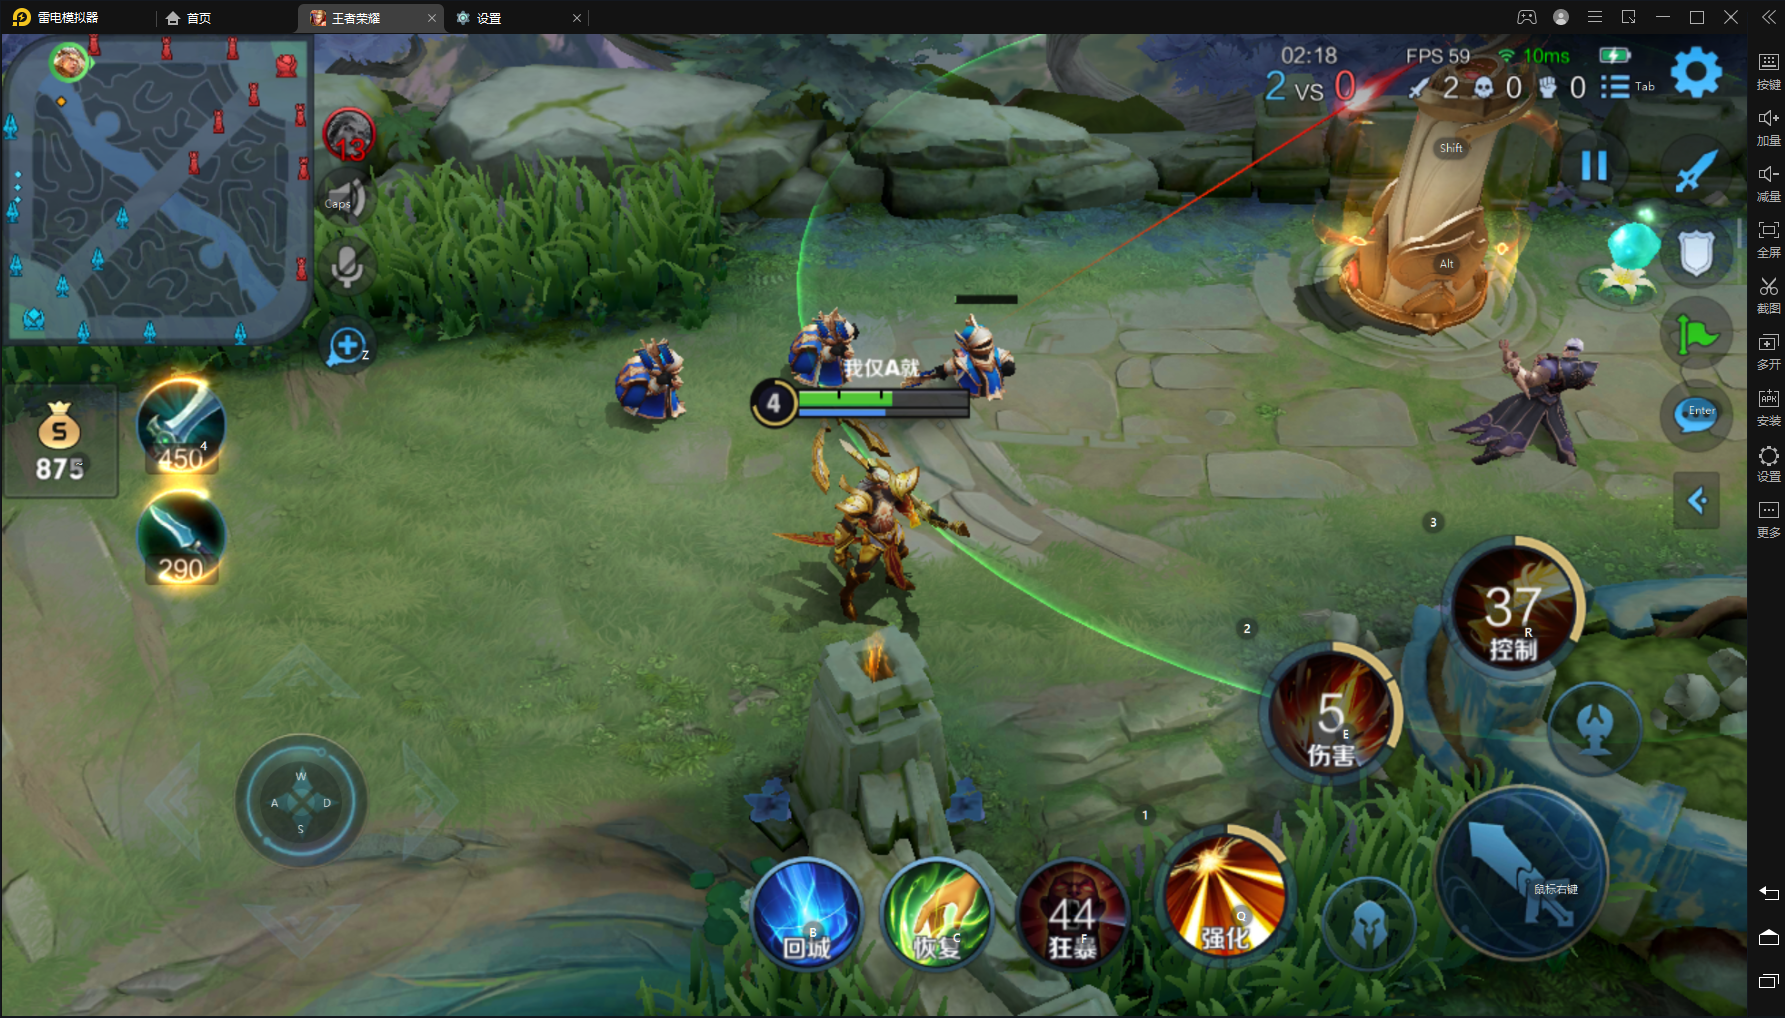 雷电模拟器
首页
王者荣耀
设置
02:18
FPS 59
10ms
2 VS 0
2
0
0
Tab
13
Caps
Z
Shift
Alt
Enter
按键
加量
减量
全屏
截图
多开
安装
设置
更多
APK
我仅A就
4
S
875
450
4
290
W
A
D
S
3
37
R
控制
2
5
E
伤害
1
回城
B
恢复
C
44
F
狂暴
Q
强化
鼠标右键